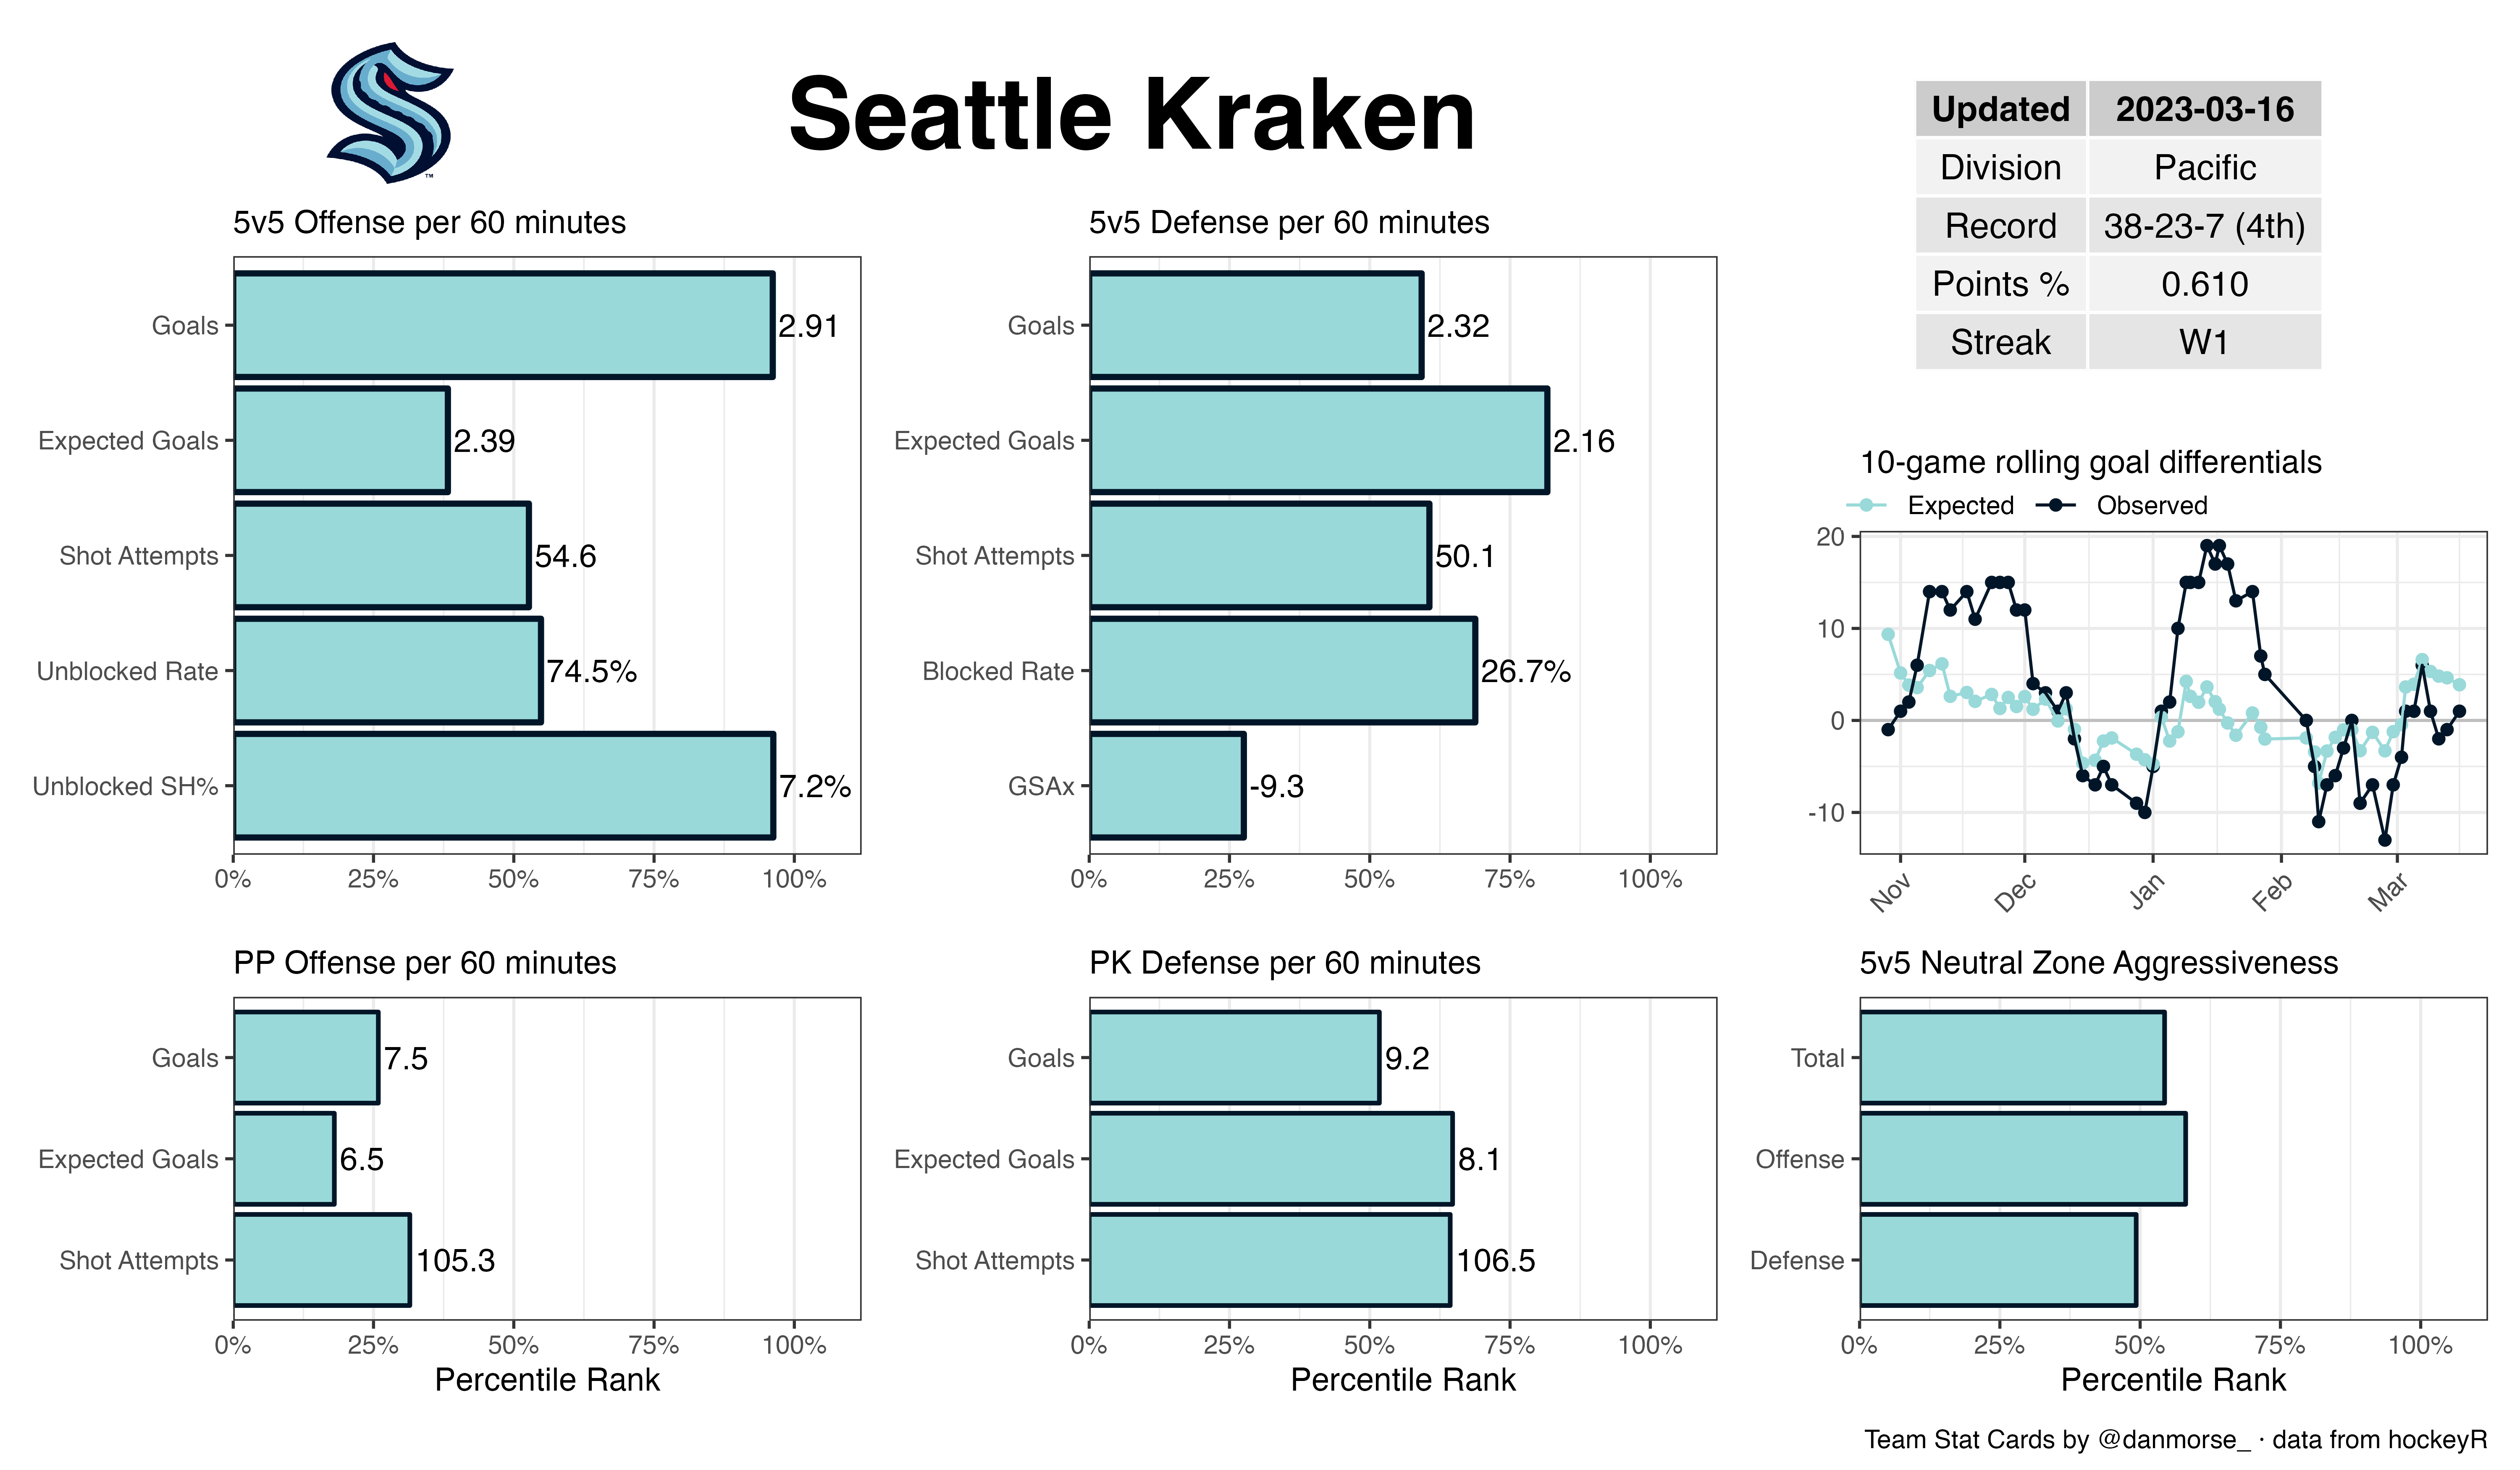 Seattle Kraken
™
Updated 2023-03-16
Division Pacific
Record 38-23-7 (4th)
Points % 0.610
Streak W1
5v5 Offense per 60 minutes
Goals 2.91
Expected Goals 2.39
Shot Attempts 54.6
Unblocked Rate 74.5%
Unblocked SH% 7.2%
0% 25% 50% 75% 100%
5v5 Defense per 60 minutes
Goals 2.32
Expected Goals 2.16
Shot Attempts 50.1
Blocked Rate 26.7%
GSAx -9.3
0% 25% 50% 75% 100%
10-game rolling goal differentials
Expected Observed
20
10
0
-10
Nov Dec Jan Feb Mar
PP Offense per 60 minutes
Goals 7.5
Expected Goals 6.5
Shot Attempts 105.3
0% 25% 50% 75% 100%
Percentile Rank
PK Defense per 60 minutes
Goals 9.2
Expected Goals 8.1
Shot Attempts 106.5
0% 25% 50% 75% 100%
Percentile Rank
5v5 Neutral Zone Aggressiveness
Total
Offense
Defense
0% 25% 50% 75% 100%
Percentile Rank
Team Stat Cards by @danmorse_ · data from hockeyR